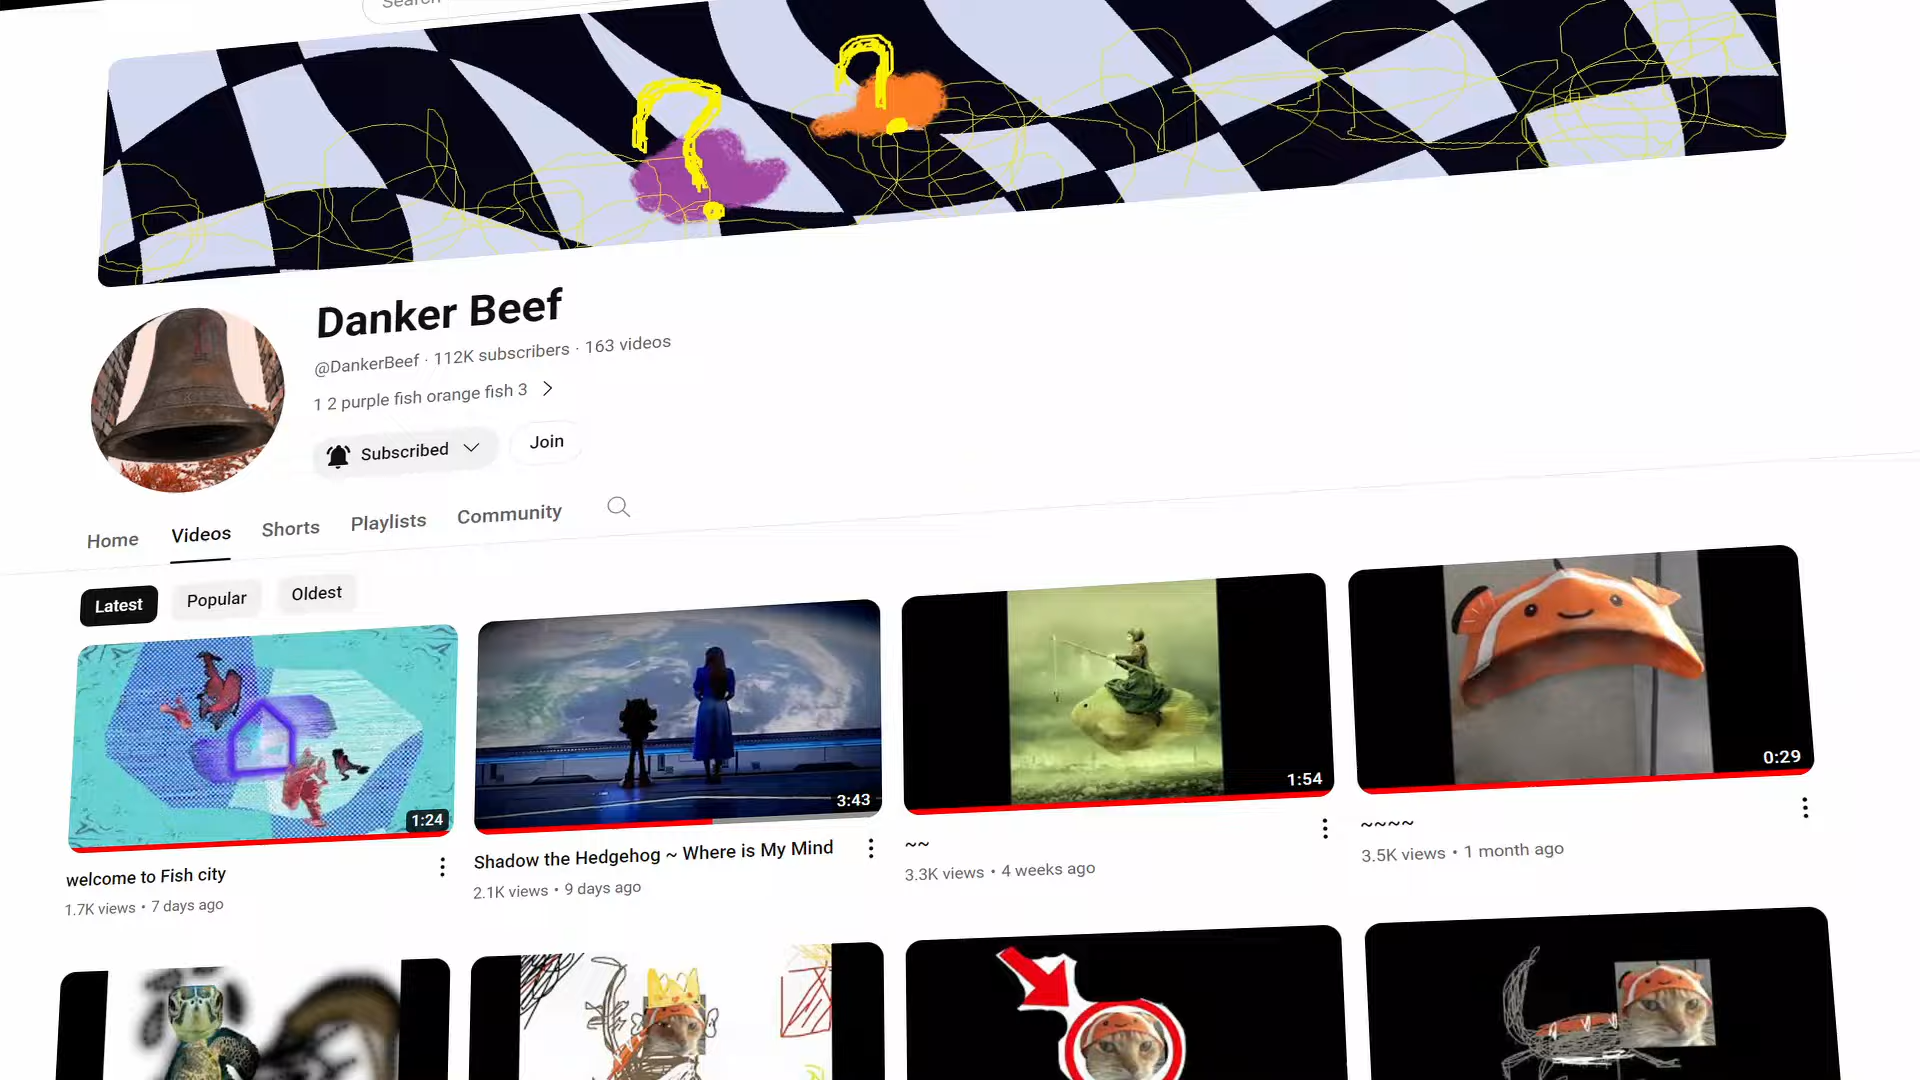 Search
? ?
Danker Beef
@DankerBeef · 112K subscribers · 163 videos
1 2 purple fish orange fish 3
Subscribed
Join
Home
Videos
Shorts
Playlists
Community
Latest
Popular
Oldest
1:24
3:43
1:54
0:29
welcome to Fish city
1.7K views • 7 days ago
Shadow the Hedgehog ~ Where is My Mind
2.1K views • 9 days ago
~~
3.3K views • 4 weeks ago
~~~~
3.5K views • 1 month ago